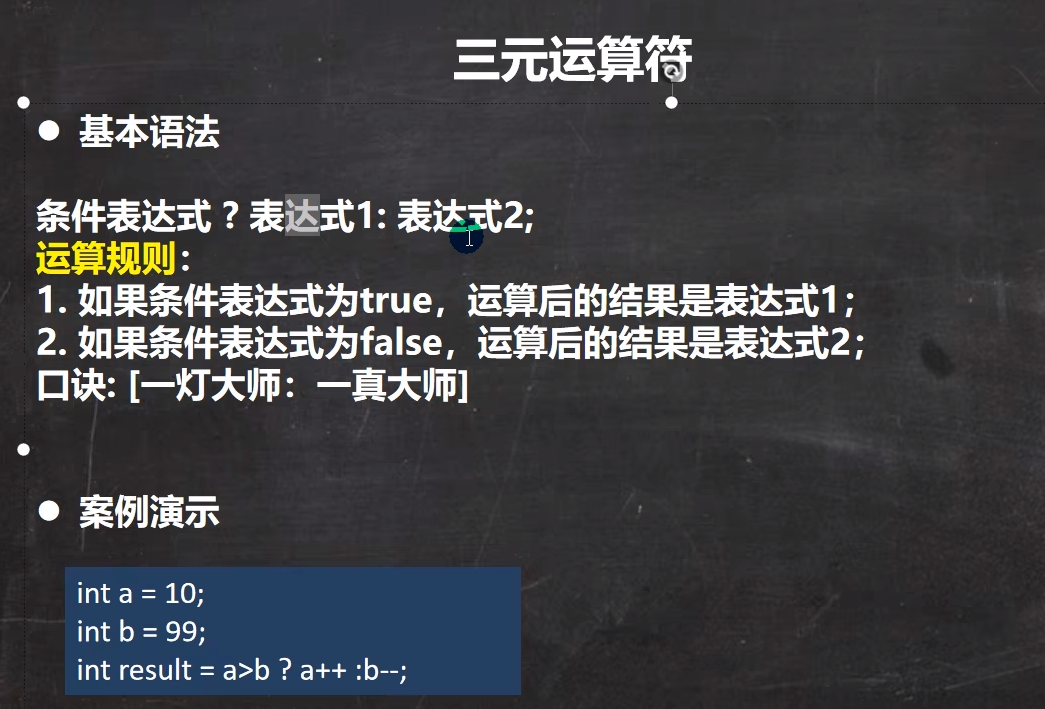 三元运算符
● 基本语法
条件表达式 ? 表达式1: 表达式2;
运算规则：
1. 如果条件表达式为true，运算后的结果是表达式1；
2. 如果条件表达式为false，运算后的结果是表达式2；
口诀: [一灯大师：一真大师]
● 案例演示
int a = 10;
int b = 99;
int result = a>b ? a++ :b--;